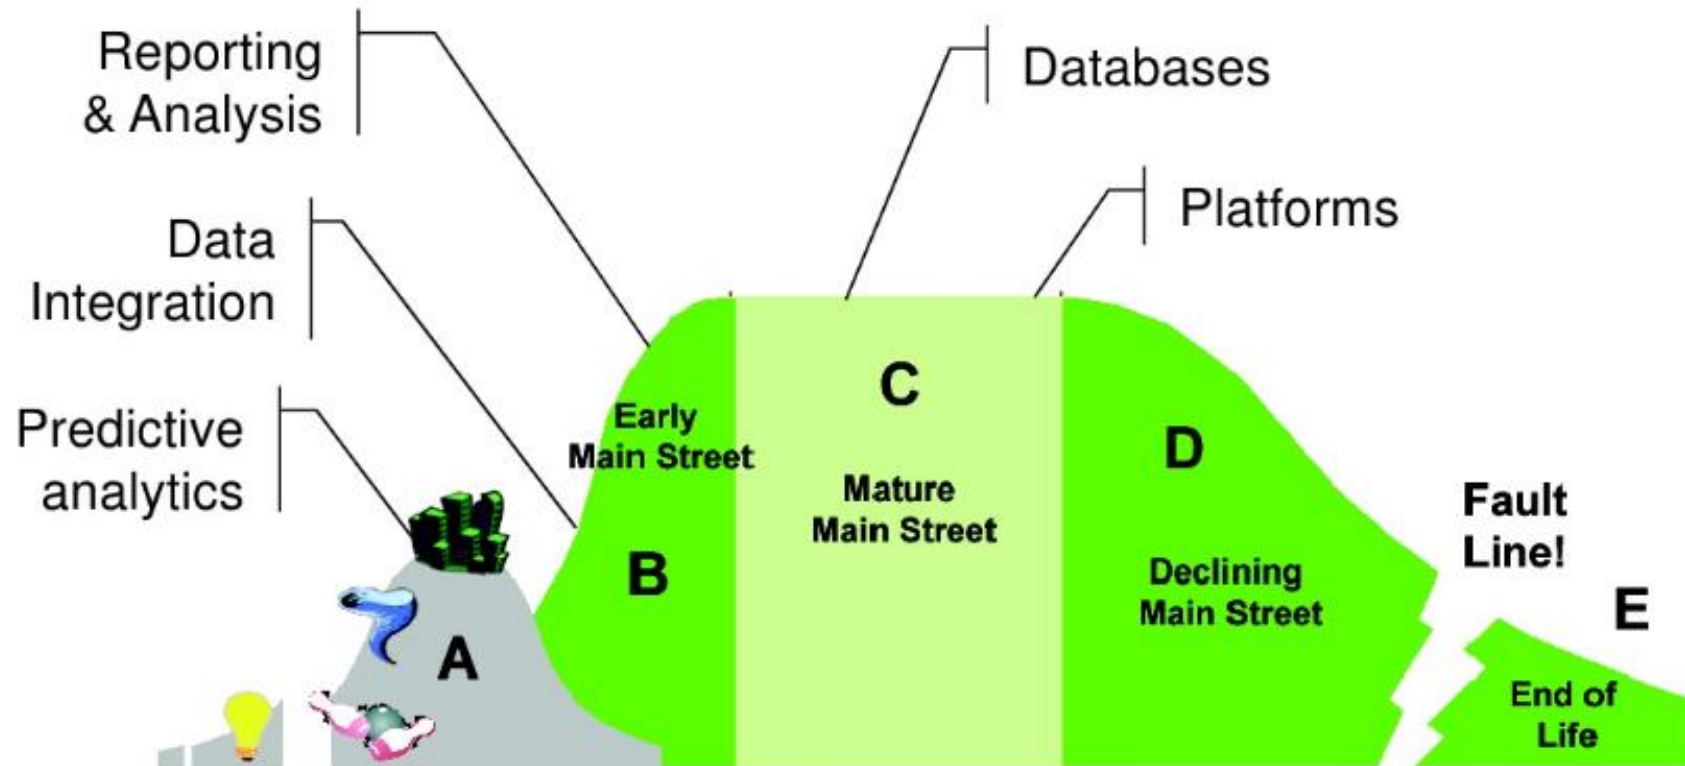 Reporting
& Analysis
Databases
Platforms
Data
Integration
Predictive
analytics
Early
Main Street
C
Mature
Main Street
D
Declining
Main Street
Fault
Line!
A
B
E
End of
Life